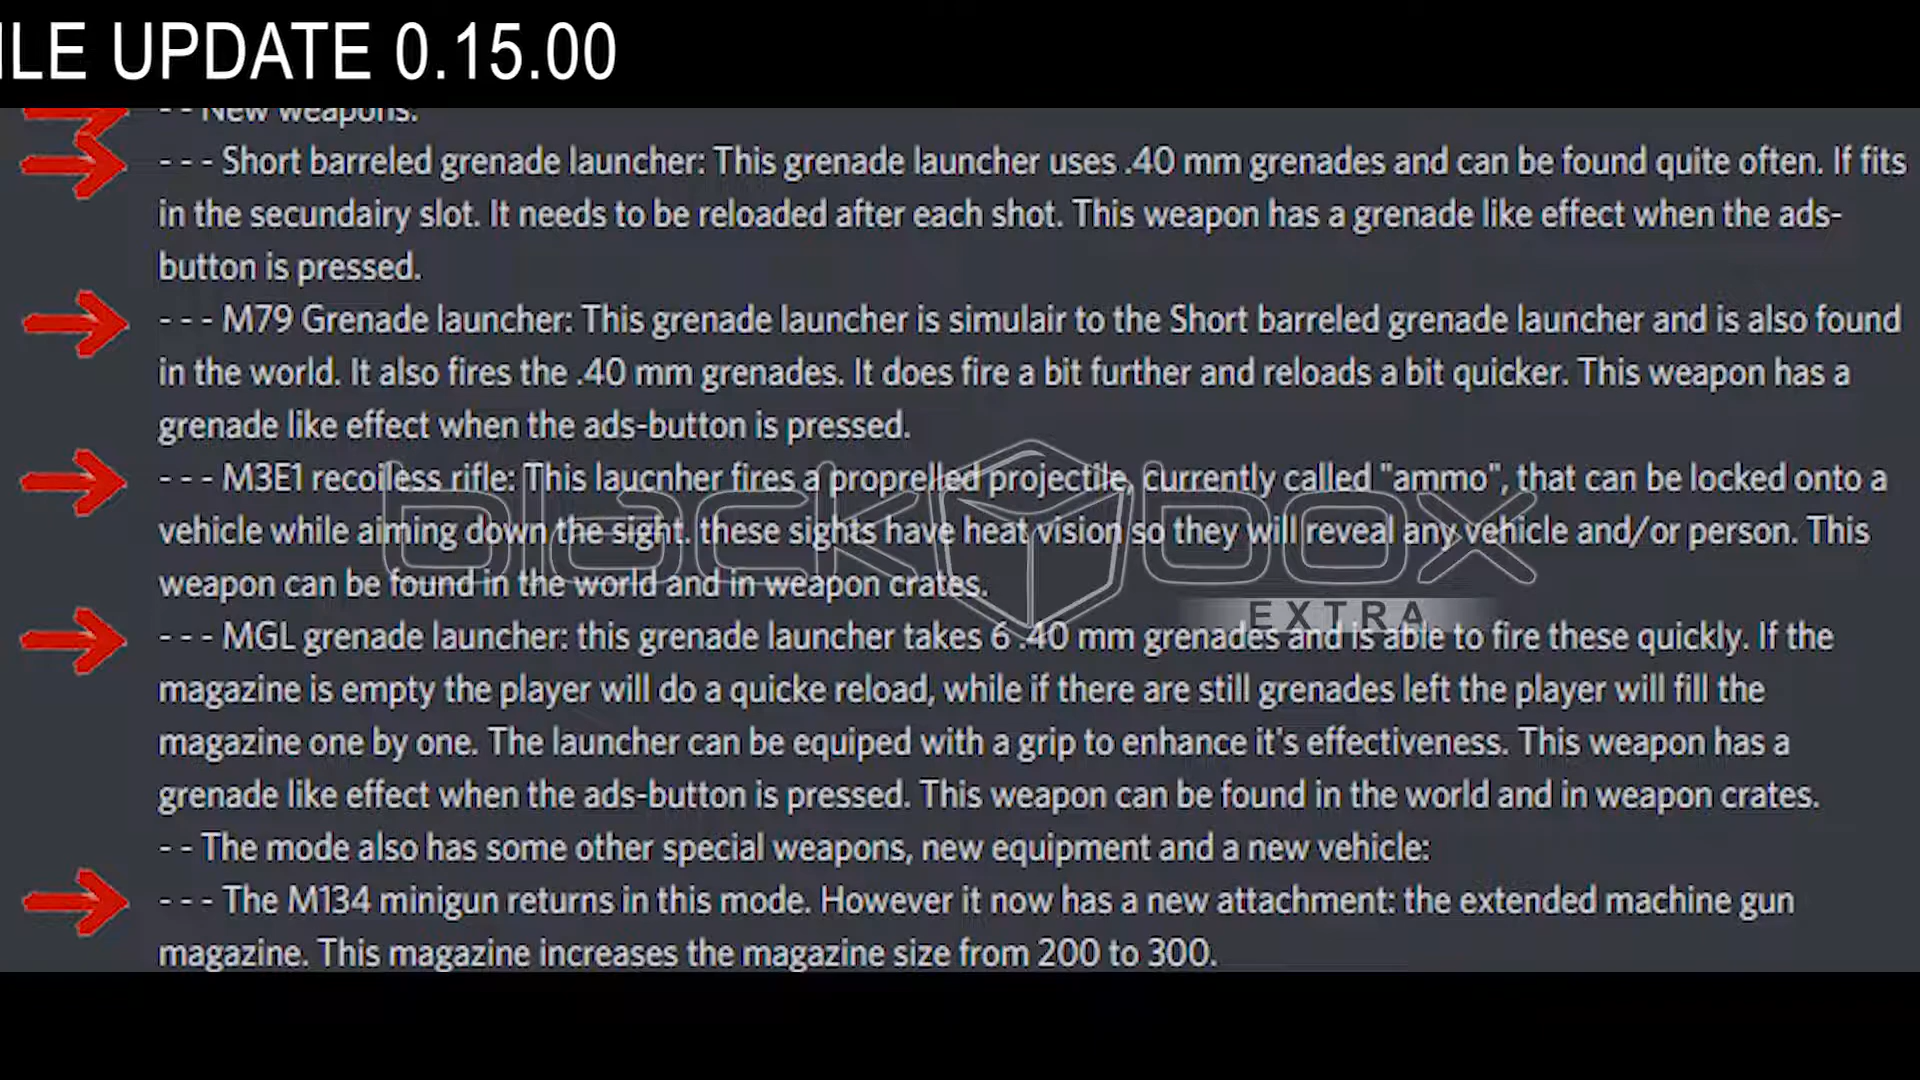 ILE UPDATE 0.15.00
- - New weapons.
- - - Short barreled grenade launcher: This grenade launcher uses .40 mm grenades and can be found quite often. If fits
in the secundairy slot. It needs to be reloaded after each shot. This weapon has a grenade like effect when the ads-
button is pressed.
- - - M79 Grenade launcher: This grenade launcher is simulair to the Short barreled grenade launcher and is also found
in the world. It also fires the .40 mm grenades. It does fire a bit further and reloads a bit quicker. This weapon has a
grenade like effect when the ads-button is pressed.
- - - M3E1 recoilless rifle: This laucnher fires a proprelled projectile, currently called "ammo", that can be locked onto a
vehicle while aiming down the sight. these sights have heat vision so they will reveal any vehicle and/or person. This
weapon can be found in the world and in weapon crates.
blackbox
EXTRA
- - - MGL grenade launcher: this grenade launcher takes 6 .40 mm grenades and is able to fire these quickly. If the
magazine is empty the player will do a quicke reload, while if there are still grenades left the player will fill the
magazine one by one. The launcher can be equiped with a grip to enhance it's effectiveness. This weapon has a
grenade like effect when the ads-button is pressed. This weapon can be found in the world and in weapon crates.
- - The mode also has some other special weapons, new equipment and a new vehicle:
- - - The M134 minigun returns in this mode. However it now has a new attachment: the extended machine gun
magazine. This magazine increases the magazine size from 200 to 300.